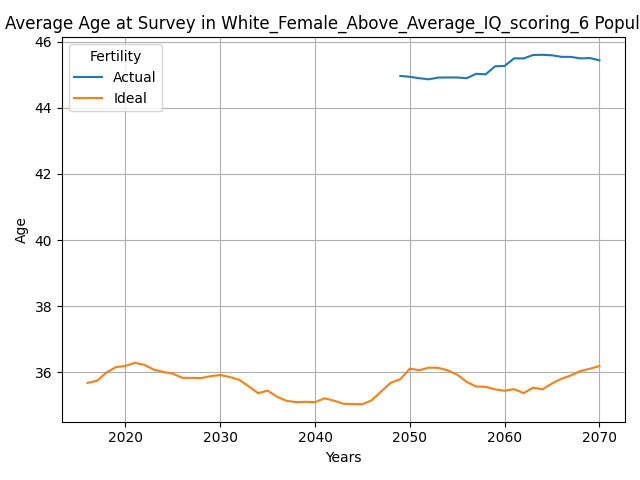 Average Age at Survey in White_Female_Above_Average_IQ_scoring_6 Popul
Fertility
Actual
Ideal
46
44
42
40
38
36
Age
2020 2030 2040 2050 2060 2070
Years